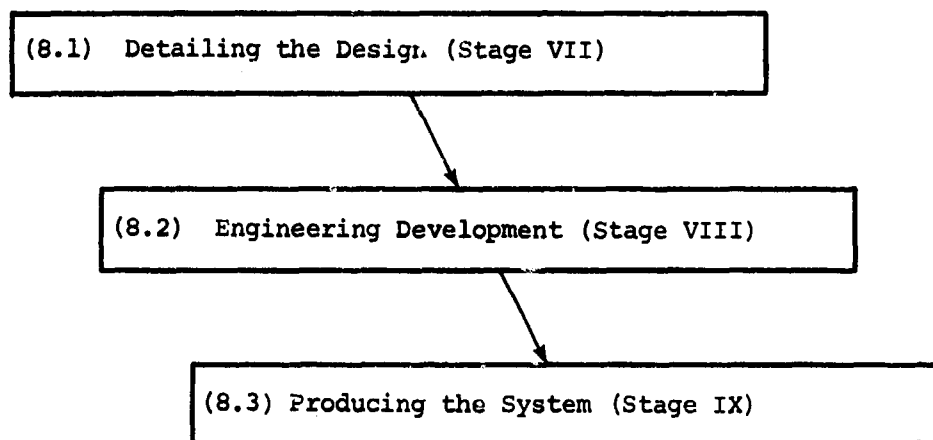 (8.1) Detailing the Design (Stage VII)
(8.2) Engineering Development (Stage VIII)
(8.3) Producing the System (Stage IX)